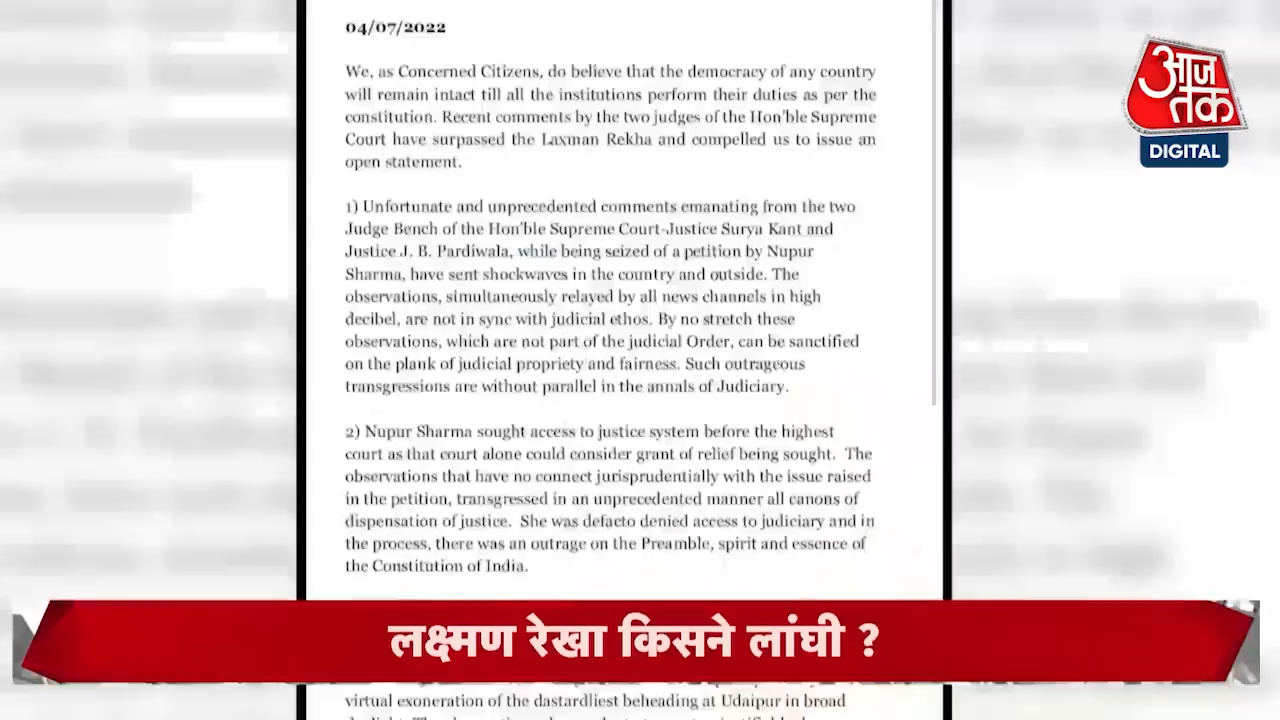 04/07/2022
We, as Concerned Citizens, do believe that the democracy of any country
will remain intact till all the institutions perform their duties as per the
constitution. Recent comments by the two judges of the Hon'ble Supreme
Court have surpassed the Laxman Rekha and compelled us to issue an
open statement.
1) Unfortunate and unprecedented comments emanating from the two
Judge Bench of the Hon'ble Supreme Court-Justice Surya Kant and
Justice J. B. Pardiwala, while being seized of a petition by Nupur
Sharma, have sent shockwaves in the country and outside. The
observations, simultaneously relayed by all news channels in high
decibel, are not in sync with judicial ethos. By no stretch these
observations, which are not part of the judicial Order, can be sanctified
on the plank of judicial propriety and fairness. Such outrageous
transgressions are without parallel in the annals of Judiciary.
2) Nupur Sharma sought access to justice system before the highest
court as that court alone could consider grant of relief being sought. The
observations that have no connect jurisprudentially with the issue raised
in the petition, transgressed in an unprecedented manner all canons of
dispensation of justice. She was defacto denied access to judiciary and in
the process, there was an outrage on the Preamble, spirit and essence of
the Constitution of India.
लक्ष्मण रेखा किसने लांघी ?
virtual exoneration of the dastardliest beheading at Udaipur in broad
आज
तक
DIGITAL